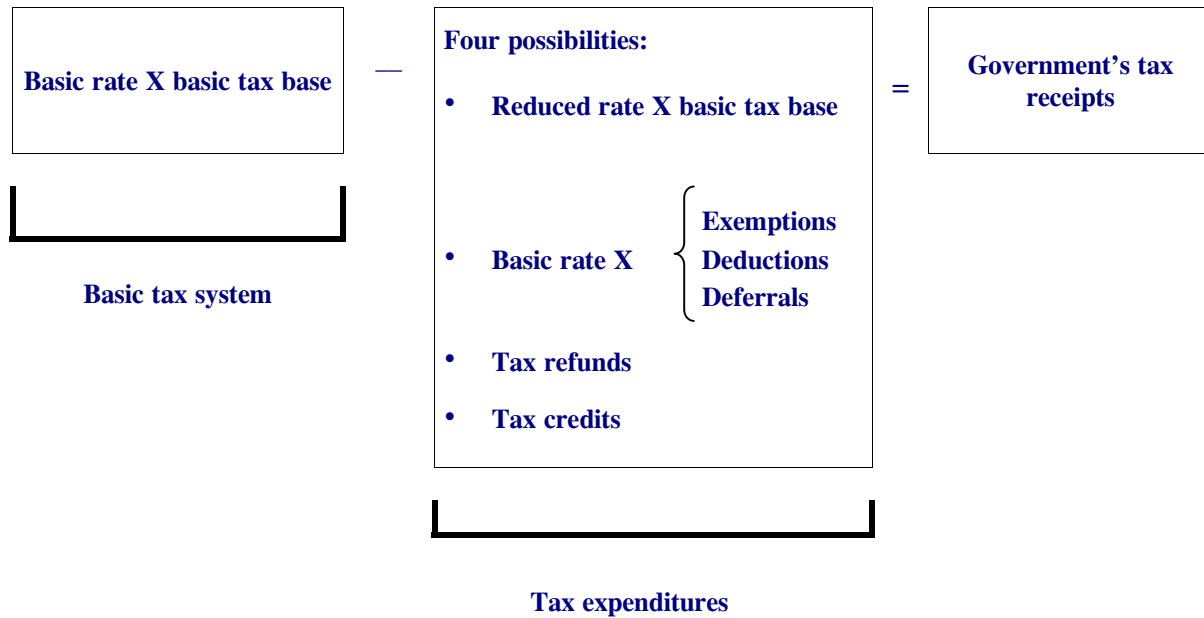 Basic rate X basic tax base
—
Four possibilities:
• Reduced rate X basic tax base
• Basic rate X
Exemptions
Deductions
Deferrals
• Tax refunds
• Tax credits
=
Government’s tax
receipts
Basic tax system
Tax expenditures